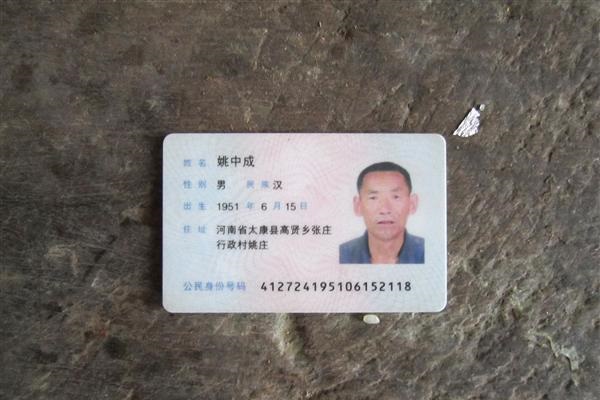 姓名 姚中成
性别 男 民族 汉
出生 1951 年 6 月 15 日
住址 河南省太康县高贤乡张庄
行政村姚庄
公民身份号码 412724195106152118